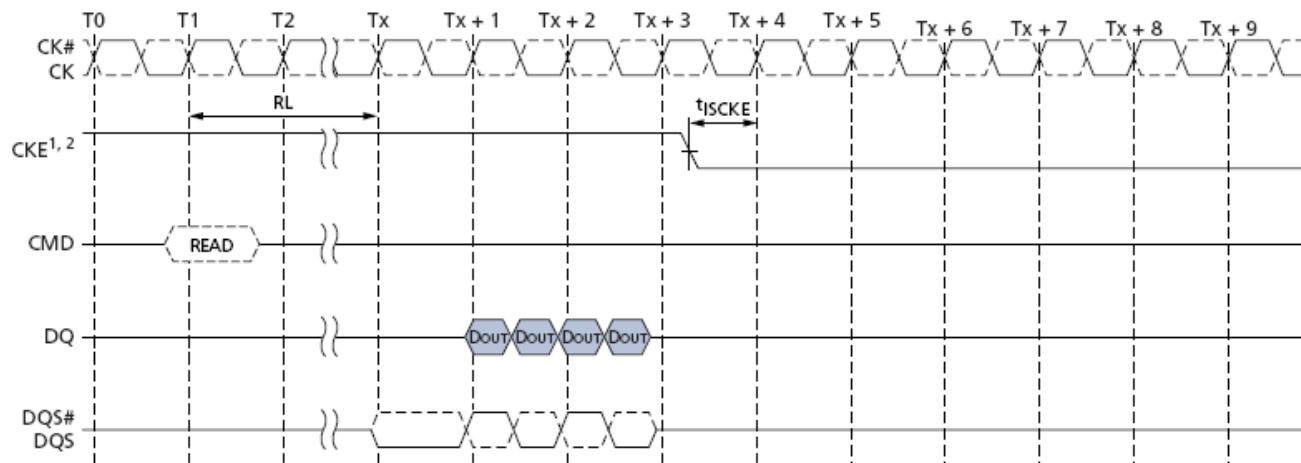 T0 T1 T2 Tx Tx + 1 Tx + 2 Tx + 3 Tx + 4 Tx + 5 Tx + 6 Tx + 7 Tx + 8 Tx + 9
CK#
CK
RL
tISCKE
CKE1, 2
CMD READ
DQ DOUT DOUT DOUT DOUT
DQS#
DQS